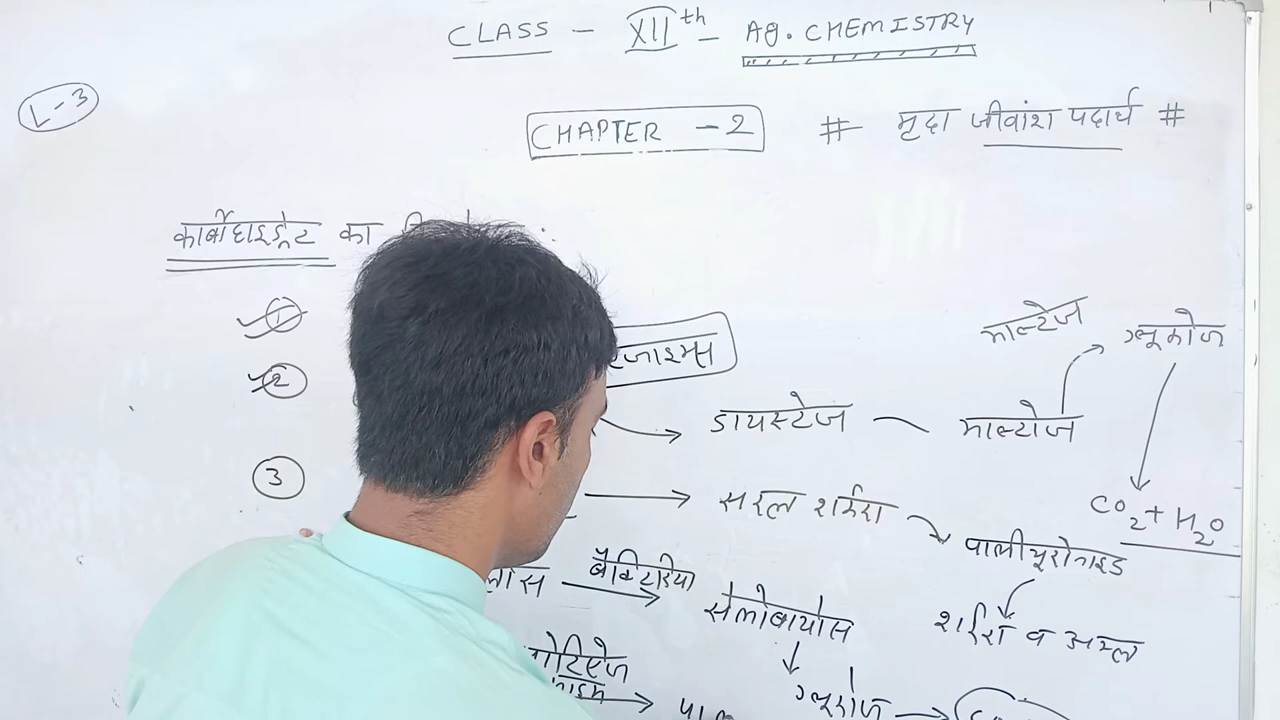 CLASS - XIIth - Ag. CHEMISTRY
L-3
CHAPTER - 2 # मृदा जीवांश पदार्थ #
कार्बोहाइड्रेट का
1
2
माल्टेज ग्लूकोज
डायस्टेज माल्टोज
3
सरल शर्करा
CO2 + H2O
पालीयूरोनाइड
बैक्टिरिया
सेलोबायोस
शर्करा व अम्ल
ग्लूकोज